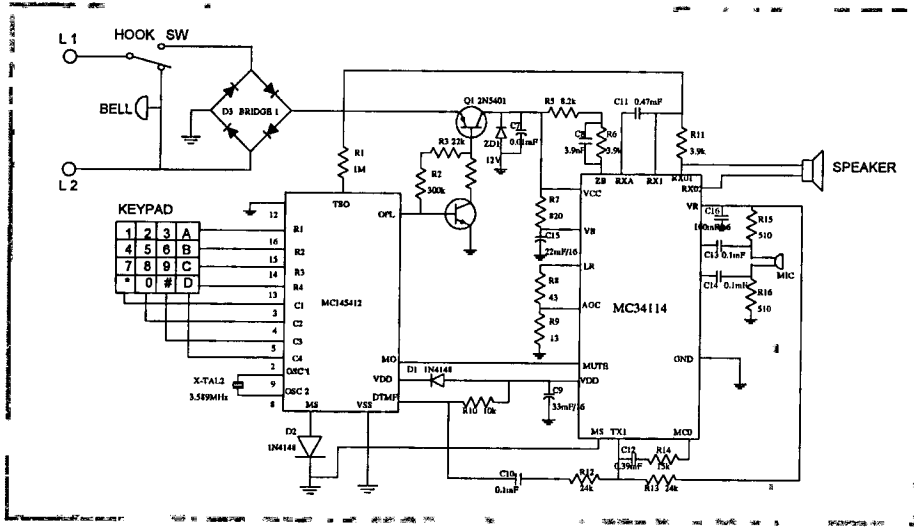 L 1
HOOK SW
BELL
L 2
D3 BRIDGE 1
Q1 2N5401
R3 22k
R2
300k
R1
1M
ZD1
12V
C7
0.01mF
R5 8.2k
C8
3.9nF
R6
3.9k
C11 0.47mF
R11
3.9k
SPEAKER
KEYPAD
1 2 3 A
4 5 6 B
7 8 9 C
* 0 # D
TSO
OPL
12
R1
16
R2
15
R3
14
R4
13
C1
3
C2
4
C3
5
C4
2
OSC 1
9
OSC 2
8
X-TAL2
3.589MHz
MC145412
MO
VDD
DTMF
MS
VSS
D2
1N4148
D1 1N4148
R10 10k
C9
33mF/16
R7
820
C15
22mF/16
R8
43
R9
13
ZB
RXA
RX1
RX01
RX02
VCC
VB
LR
AGC
MC34114
VR
GND
MUTE
VDD
MS
TX1
MC0
C16
R15
510
C13 0.1mF
MIC
C14
0.1mF
R16
510
C12
0.39mF
R14
15k
C10
0.1mF
R12
24k
R13 24k